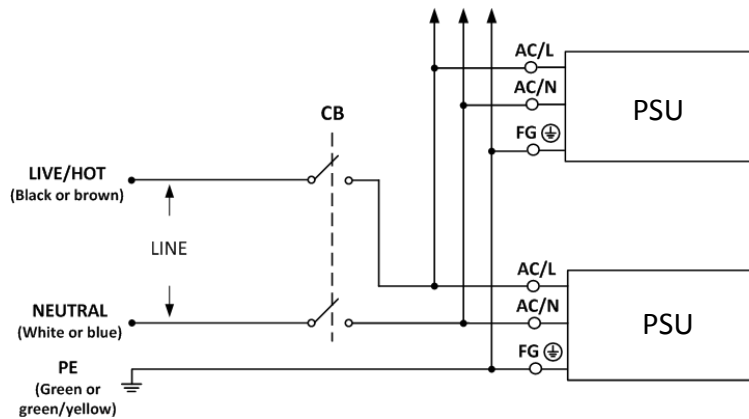 AC/L
AC/N
PSU
FG
CB
LIVE/HOT
(Black or brown)
LINE
NEUTRAL
(White or blue)
PE
(Green or
green/yellow)
AC/L
AC/N
PSU
FG